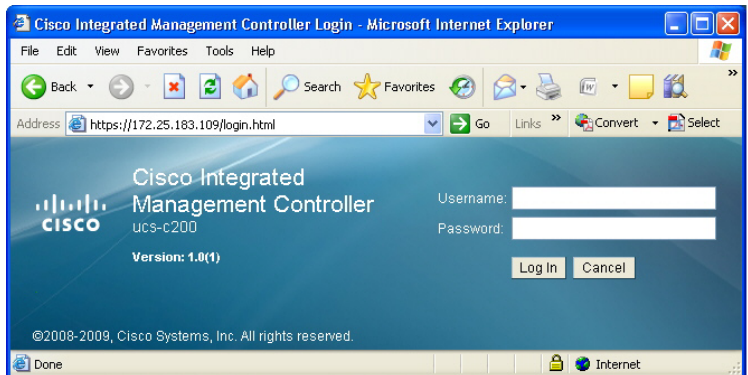 Cisco Integrated Management Controller Login - Microsoft Internet Explorer
File Edit View Favorites Tools Help
Back Search Favorites W »
Address https://172.25.183.109/login.html Go Links » Convert Select
Cisco Integrated
Management Controller
CISCO
ucs-c200
Version: 1.0(1)
Username:
Password:
Log In Cancel
©2008-2009, Cisco Systems, Inc. All rights reserved.
Done Internet